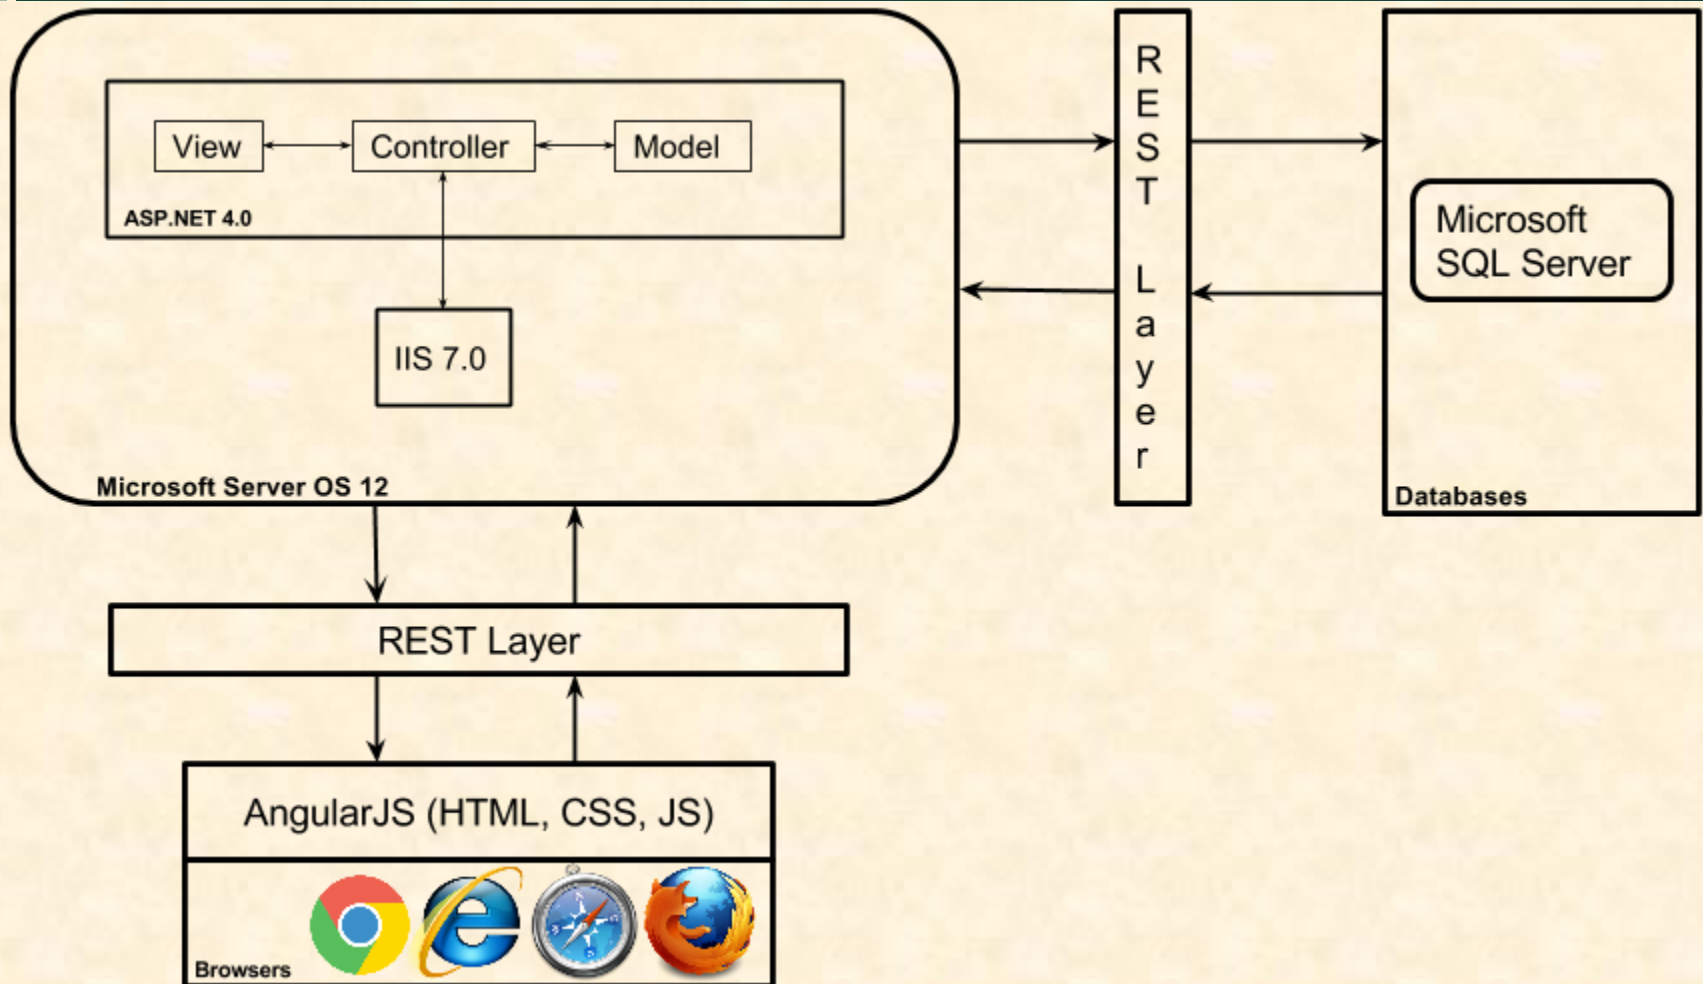 View
Controller
Model
ASP.NET 4.0
IIS 7.0
Microsoft Server OS 12
REST Layer
Microsoft
SQL Server
Databases
REST Layer
AngularJS (HTML, CSS, JS)
Browsers